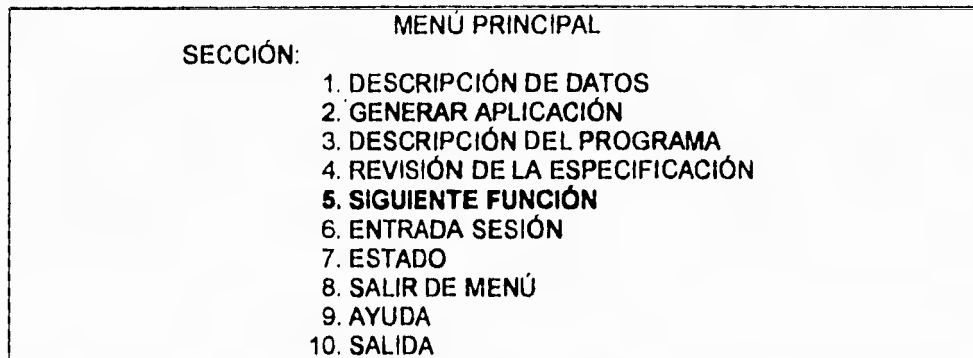 MENÚ PRINCIPAL
SECCIÓN:
1. DESCRIPCIÓN DE DATOS
2. GENERAR APLICACIÓN
3. DESCRIPCIÓN DEL PROGRAMA
4. REVISIÓN DE LA ESPECIFICACIÓN
5. SIGUIENTE FUNCIÓN
6. ENTRADA SESIÓN
7. ESTADO
8. SALIR DE MENÚ
9. AYUDA
10. SALIDA